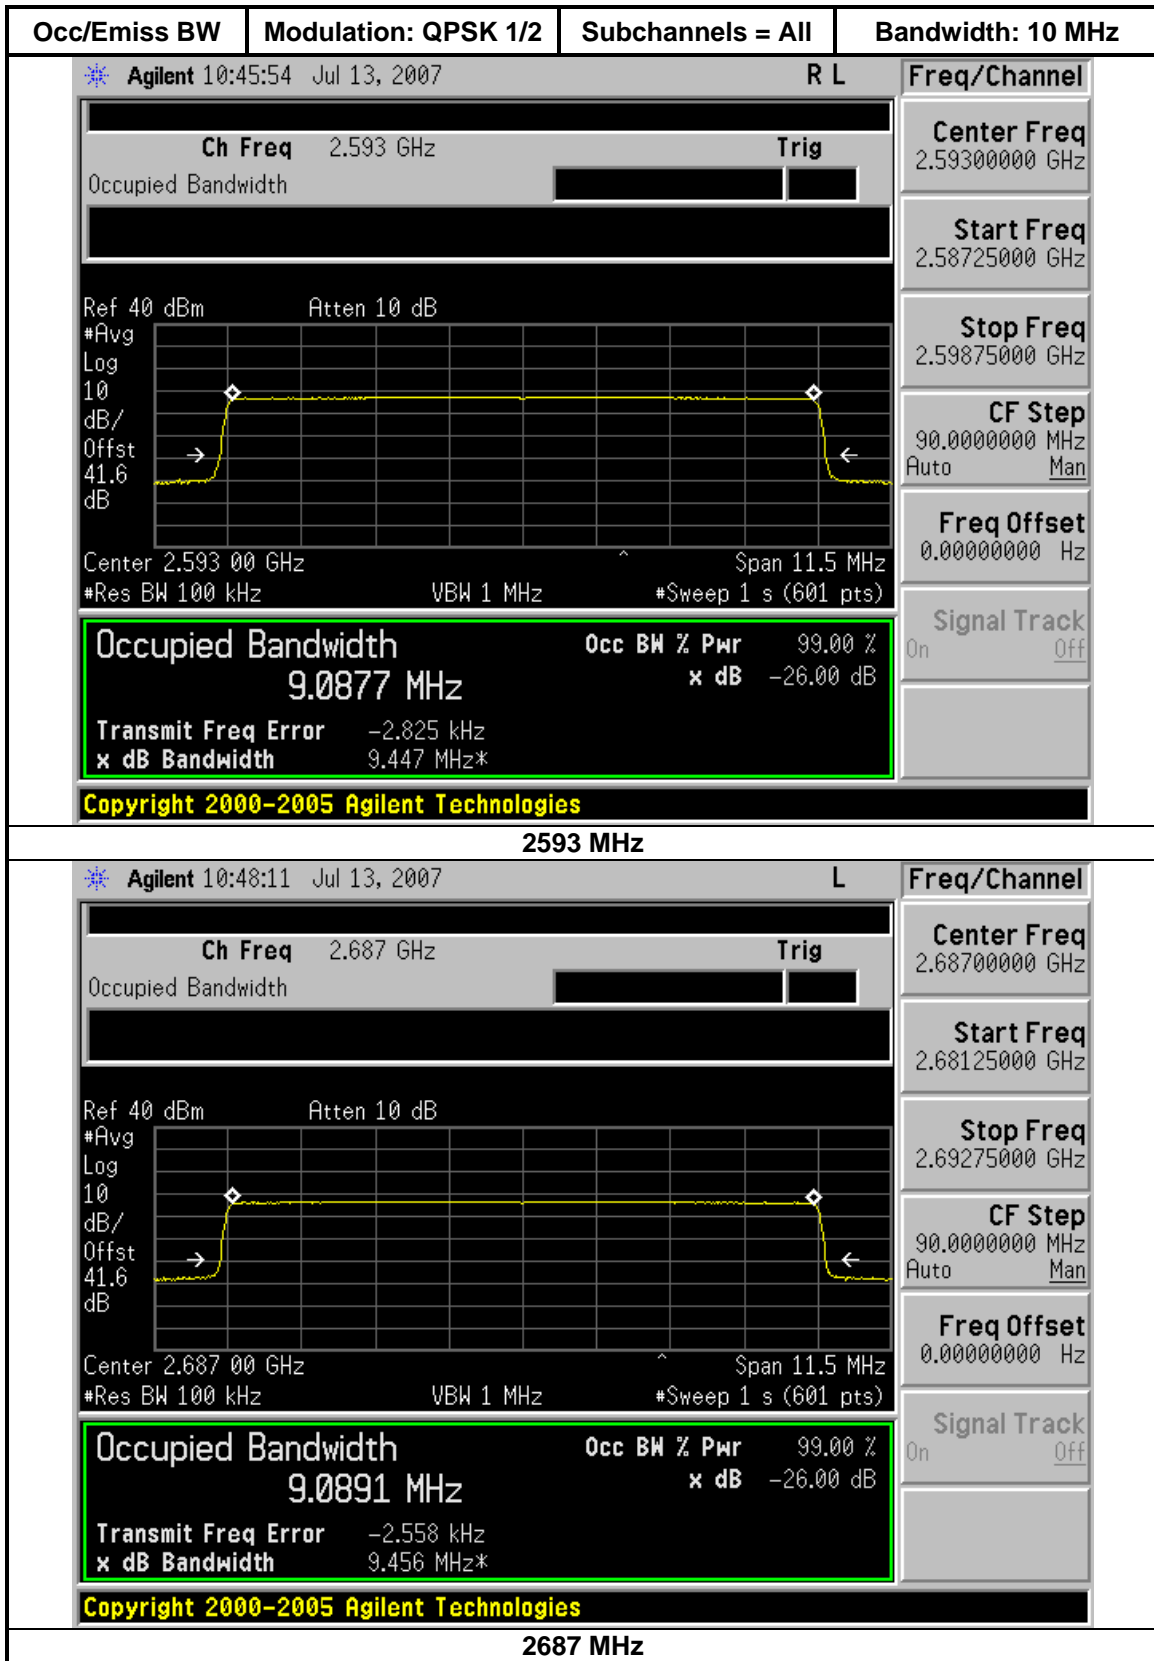 Occ/Emiss BW Modulation: QPSK 1/2 Subchannels = All Bandwidth: 10 MHz
Agilent 10:45:54 Jul 13, 2007 R L Freq/Channel
Ch Freq 2.593 GHz Trig
Occupied Bandwidth
Center Freq
2.59300000 GHz
Start Freq
2.58725000 GHz
Stop Freq
2.59875000 GHz
CF Step
90.0000000 MHz
Auto Man
Freq Offset
0.00000000 Hz
Signal Track
On Off
Ref 40 dBm Atten 10 dB
#Avg
Log
10
dB/
Offst
41.6
dB
Center 2.593 00 GHz Span 11.5 MHz
#Res BW 100 kHz VBW 1 MHz #Sweep 1 s (601 pts)
Occupied Bandwidth Occ BW % Pwr 99.00 %
9.0877 MHz x dB -26.00 dB
Transmit Freq Error -2.825 kHz
x dB Bandwidth 9.447 MHz*
Copyright 2000-2005 Agilent Technologies
2593 MHz
Agilent 10:48:11 Jul 13, 2007 L Freq/Channel
Ch Freq 2.687 GHz Trig
Occupied Bandwidth
Center Freq
2.68700000 GHz
Start Freq
2.68125000 GHz
Stop Freq
2.69275000 GHz
CF Step
90.0000000 MHz
Auto Man
Freq Offset
0.00000000 Hz
Signal Track
On Off
Ref 40 dBm Atten 10 dB
#Avg
Log
10
dB/
Offst
41.6
dB
Center 2.687 00 GHz Span 11.5 MHz
#Res BW 100 kHz VBW 1 MHz #Sweep 1 s (601 pts)
Occupied Bandwidth Occ BW % Pwr 99.00 %
9.0891 MHz x dB -26.00 dB
Transmit Freq Error -2.558 kHz
x dB Bandwidth 9.456 MHz*
Copyright 2000-2005 Agilent Technologies
2687 MHz